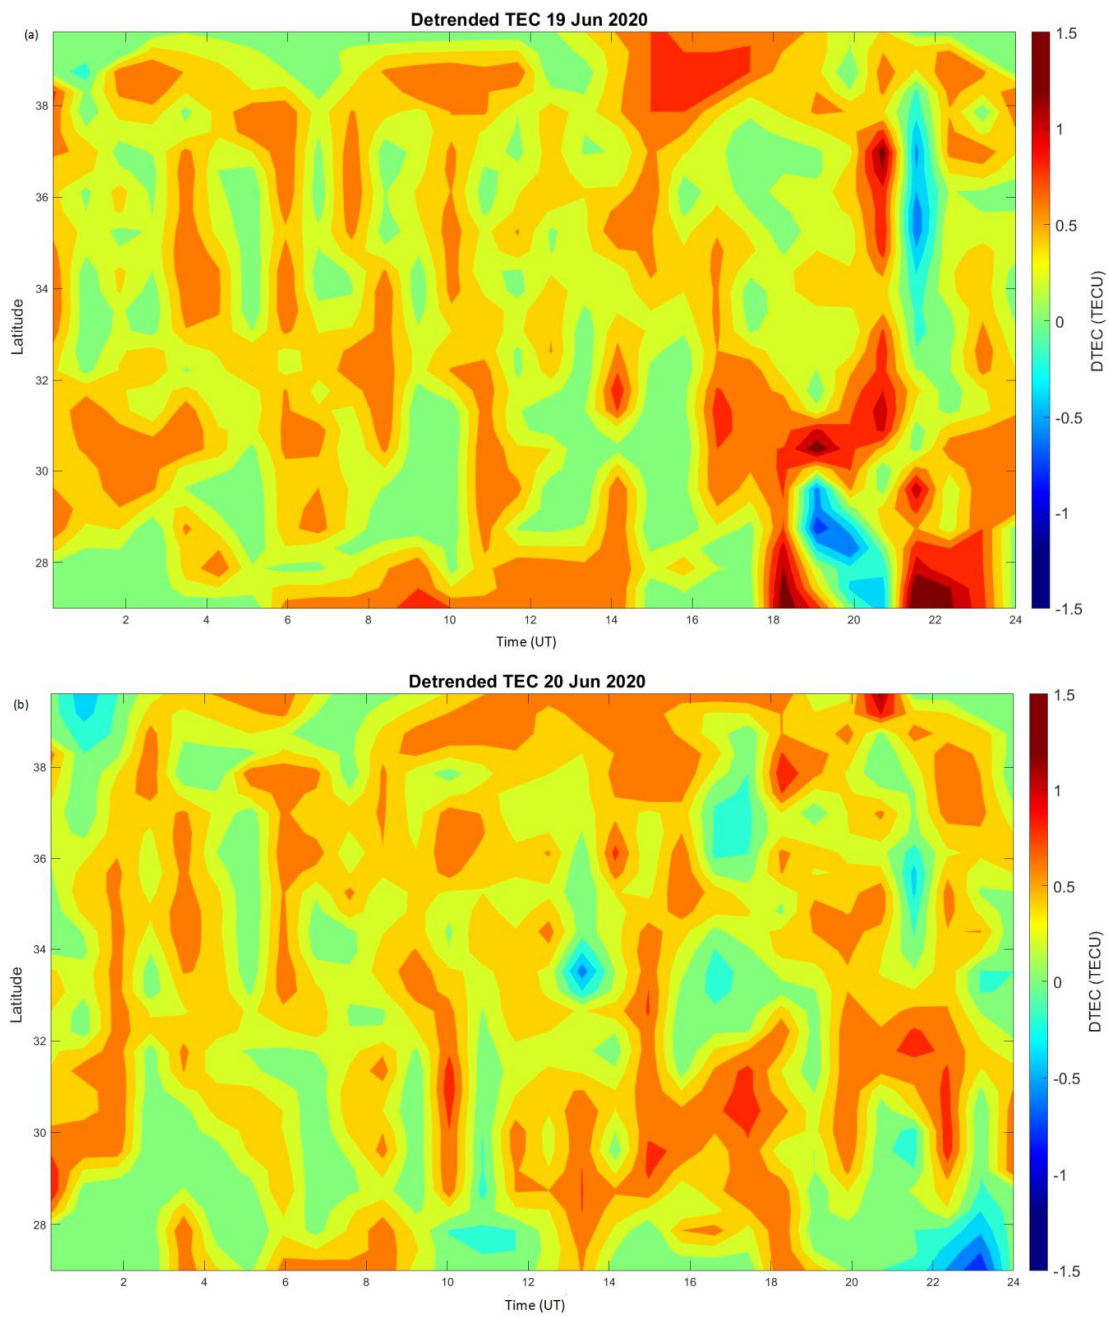 Detrended TEC 19 Jun 2020
(a)
38
36
34
32
30
28
Latitude
2 4 6 8 10 12 14 16 18 20 22 24
Time (UT)
1.5
1
0.5
0
-0.5
-1
-1.5
DTEC (TECU)
Detrended TEC 20 Jun 2020
(b)
38
36
34
32
30
28
Latitude
2 4 6 8 10 12 14 16 18 20 22 24
Time (UT)
1.5
1
0.5
0
-0.5
-1
-1.5
DTEC (TECU)